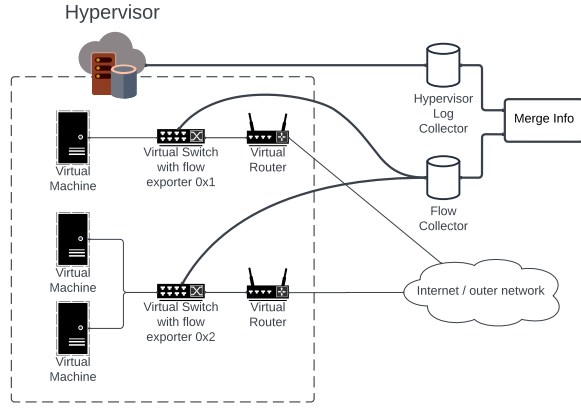 Hypervisor
Hypervisor
Log
Collector
Merge Info
Virtual
Machine
Virtual Switch
with flow
exporter 0x1
Virtual
Router
Flow
Collector
Virtual
Machine
Internet / outer network
Virtual Switch
with flow
exporter 0x2
Virtual
Router
Virtual
Machine